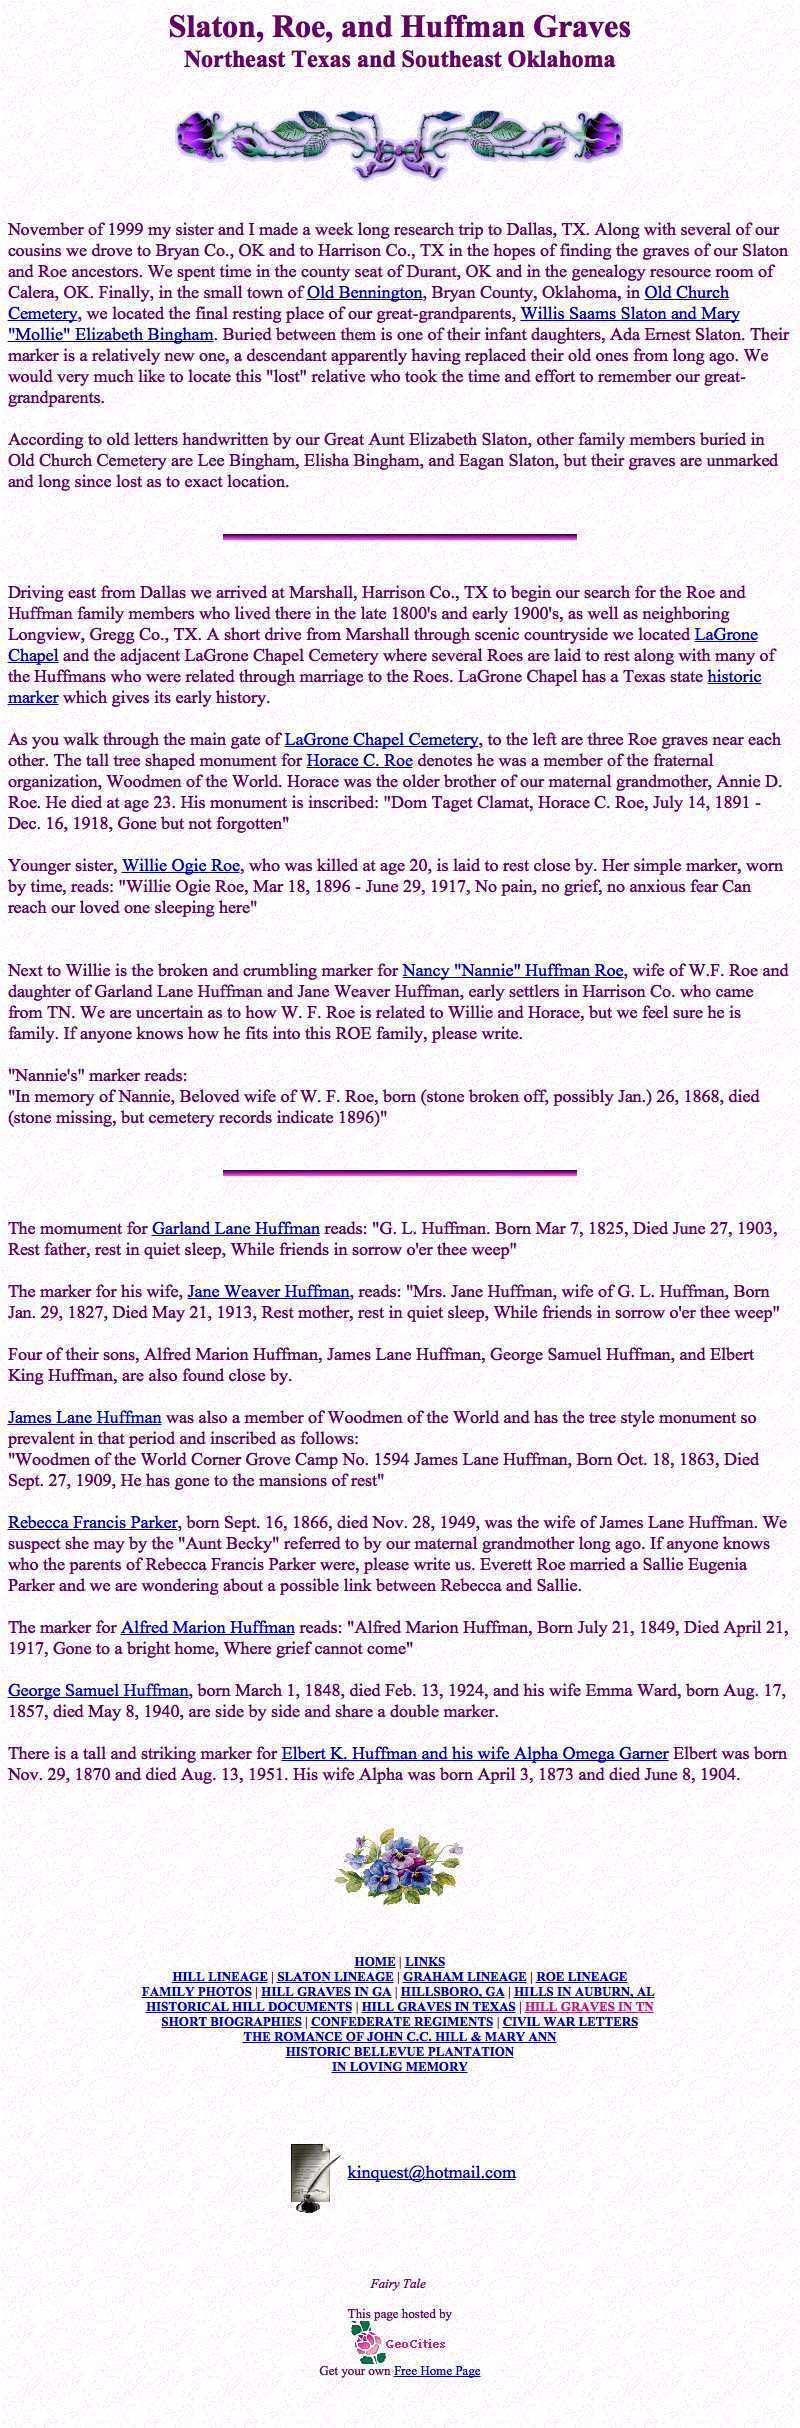 Slaton, Roe, and Huffman Graves
Northeast Texas and Southeast Oklahoma
November of 1999 my sister and I made a week long research trip to Dallas, TX. Along with several of our
cousins we drove to Bryan Co., OK and to Harrison Co., TX in the hopes of finding the graves of our Slaton
and Roe ancestors. We spent time in the county seat of Durant, OK and in the genealogy resource room of
Calera, OK. Finally, in the small town of Old Bennington, Bryan County, Oklahoma, in Old Church
Cemetery, we located the final resting place of our great-grandparents, Willis Saams Slaton and Mary
"Mollie" Elizabeth Bingham. Buried between them is one of their infant daughters, Ada Ernest Slaton. Their
marker is a relatively new one, a descendant apparently having replaced their old ones from long ago. We
would very much like to locate this "lost" relative who took the time and effort to remember our great-
grandparents.
According to old letters handwritten by our Great Aunt Elizabeth Slaton, other family members buried in
Old Church Cemetery are Lee Bingham, Elisha Bingham, and Eagan Slaton, but their graves are unmarked
and long since lost as to exact location.
Driving east from Dallas we arrived at Marshall, Harrison Co., TX to begin our search for the Roe and
Huffman family members who lived there in the late 1800's and early 1900's, as well as neighboring
Longview, Gregg Co., TX. A short drive from Marshall through scenic countryside we located LaGrone
Chapel and the adjacent LaGrone Chapel Cemetery where several Roes are laid to rest along with many of
the Huffmans who were related through marriage to the Roes. LaGrone Chapel has a Texas state historic
marker which gives its early history.
As you walk through the main gate of LaGrone Chapel Cemetery, to the left are three Roe graves near each
other. The tall tree shaped monument for Horace C. Roe denotes he was a member of the fraternal
organization, Woodmen of the World. Horace was the older brother of our maternal grandmother, Annie D.
Roe. He died at age 23. His monument is inscribed: "Dom Taget Clamat, Horace C. Roe, July 14, 1891 -
Dec. 16, 1918, Gone but not forgotten"
Younger sister, Willie Ogie Roe, who was killed at age 20, is laid to rest close by. Her simple marker, worn
by time, reads: "Willie Ogie Roe, Mar 18, 1896 - June 29, 1917, No pain, no grief, no anxious fear Can
reach our loved one sleeping here"
Next to Willie is the broken and crumbling marker for Nancy "Nannie" Huffman Roe, wife of W.F. Roe and
daughter of Garland Lane Huffman and Jane Weaver Huffman, early settlers in Harrison Co. who came
from TN. We are uncertain as to how W. F. Roe is related to Willie and Horace, but we feel sure he is
family. If anyone knows how he fits into this ROE family, please write.
"Nannie's" marker reads:
"In memory of Nannie, Beloved wife of W. F. Roe, born (stone broken off, possibly Jan.) 26, 1868, died
(stone missing, but cemetery records indicate 1896)"
The momument for Garland Lane Huffman reads: "G. L. Huffman. Born Mar 7, 1825, Died June 27, 1903,
Rest father, rest in quiet sleep, While friends in sorrow o'er thee weep"
The marker for his wife, Jane Weaver Huffman, reads: "Mrs. Jane Huffman, wife of G. L. Huffman, Born
Jan. 29, 1827, Died May 21, 1913, Rest mother, rest in quiet sleep, While friends in sorrow o'er thee weep"
Four of their sons, Alfred Marion Huffman, James Lane Huffman, George Samuel Huffman, and Elbert
King Huffman, are also found close by.
James Lane Huffman was also a member of Woodmen of the World and has the tree style monument so
prevalent in that period and inscribed as follows:
"Woodmen of the World Corner Grove Camp No. 1594 James Lane Huffman, Born Oct. 18, 1863, Died
Sept. 27, 1909, He has gone to the mansions of rest"
Rebecca Francis Parker, born Sept. 16, 1866, died Nov. 28, 1949, was the wife of James Lane Huffman. We
suspect she may by the "Aunt Becky" referred to by our maternal grandmother long ago. If anyone knows
who the parents of Rebecca Francis Parker were, please write us. Everett Roe married a Sallie Eugenia
Parker and we are wondering about a possible link between Rebecca and Sallie.
The marker for Alfred Marion Huffman reads: "Alfred Marion Huffman, Born July 21, 1849, Died April 21,
1917, Gone to a bright home, Where grief cannot come"
George Samuel Huffman, born March 1, 1848, died Feb. 13, 1924, and his wife Emma Ward, born Aug. 17,
1857, died May 8, 1940, are side by side and share a double marker.
There is a tall and striking marker for Elbert K. Huffman and his wife Alpha Omega Garner Elbert was born
Nov. 29, 1870 and died Aug. 13, 1951. His wife Alpha was born April 3, 1873 and died June 8, 1904.
HOME | LINKS
HILL LINEAGE | SLATON LINEAGE | GRAHAM LINEAGE | ROE LINEAGE
FAMILY PHOTOS | HILL GRAVES IN GA | HILLSBORO, GA | HILLS IN AUBURN, AL
HISTORICAL HILL DOCUMENTS | HILL GRAVES IN TEXAS | HILL GRAVES IN TN
SHORT BIOGRAPHIES | CONFEDERATE REGIMENTS | CIVIL WAR LETTERS
THE ROMANCE OF JOHN C.C. HILL & MARY ANN
HISTORIC BELLEVUE PLANTATION
IN LOVING MEMORY
kinquest@hotmail.com
Fairy Tale
This page hosted by
GeoCities
Get your own Free Home Page